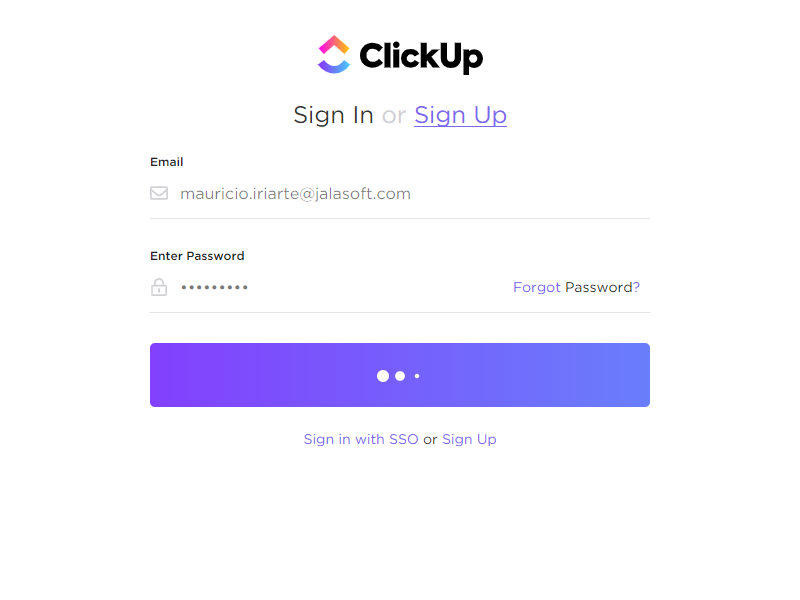 ClickUp
Sign In or Sign Up
Email
mauricio.iriarte@jalasoft.com
Enter Password
•••••••••
Forgot Password?
Sign in with SSO or Sign Up